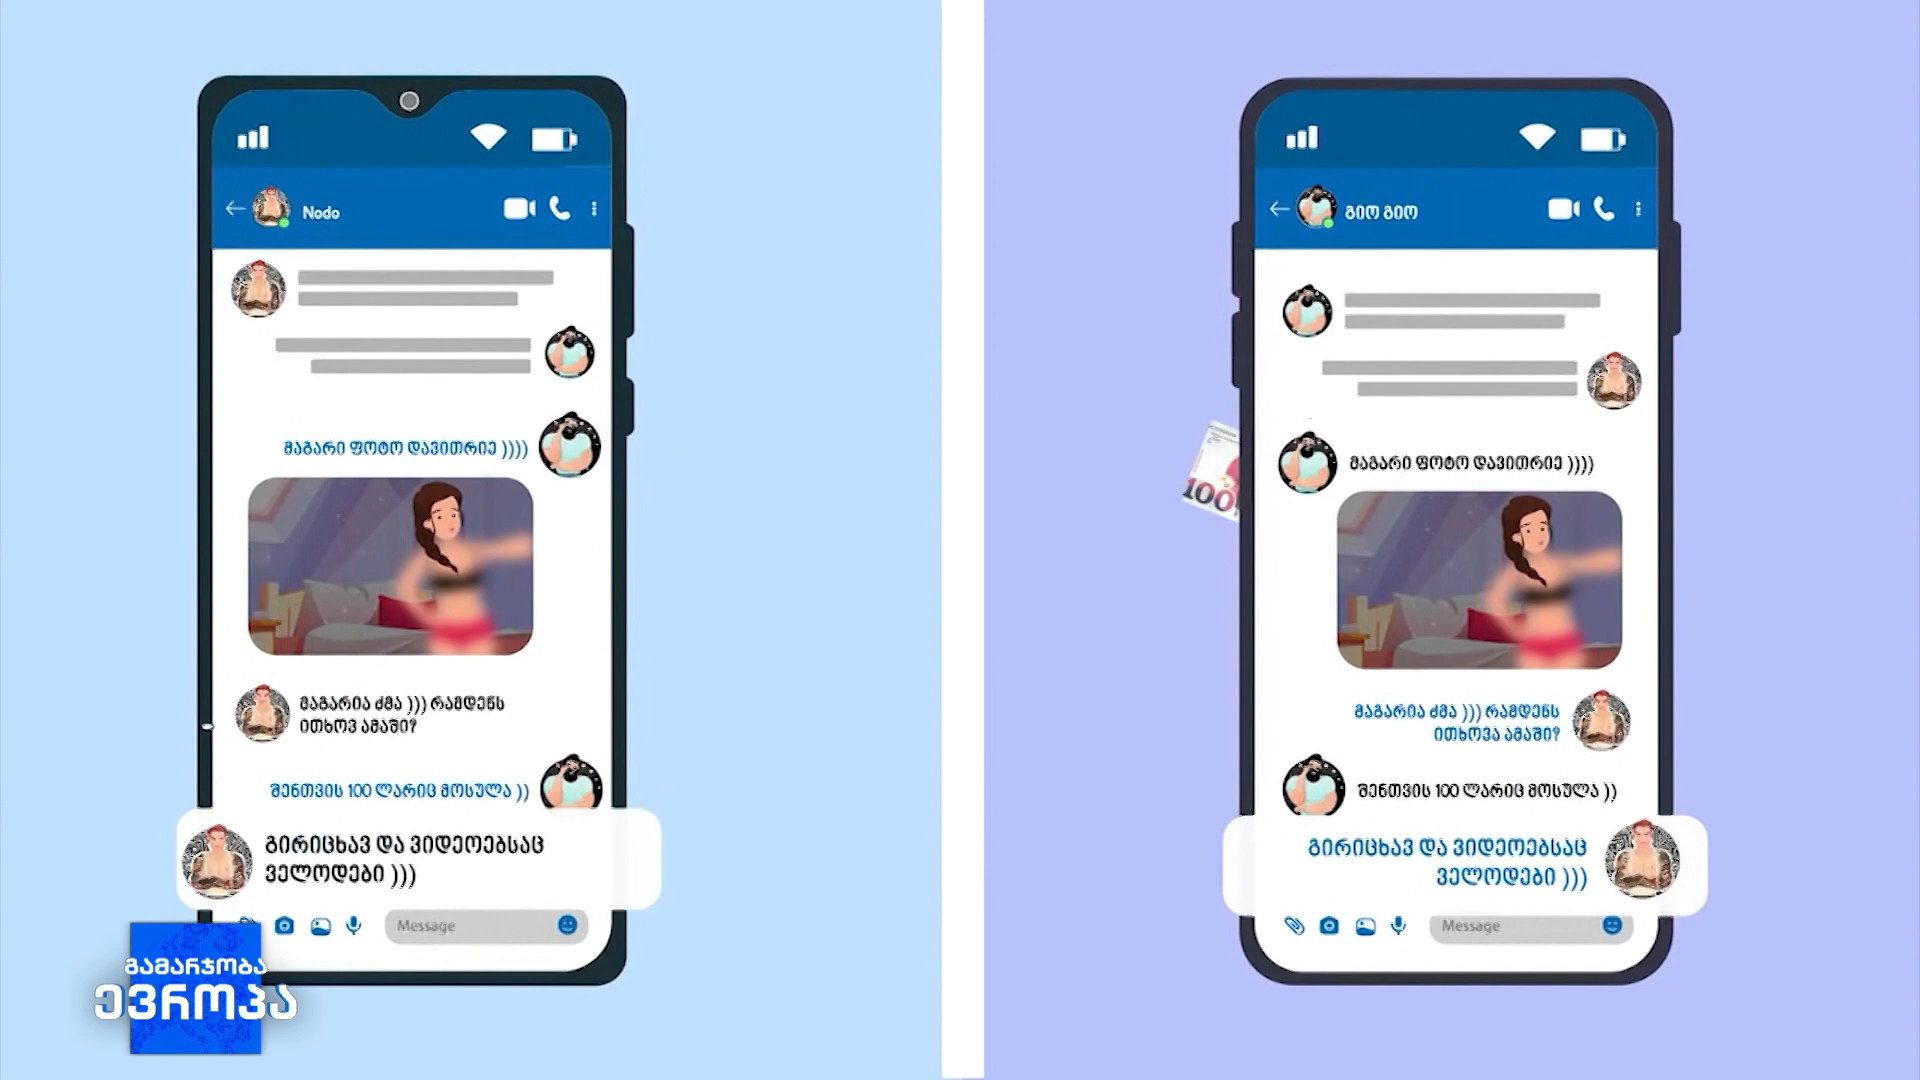 Nodo
მაგარი ფოტო დავითრიე ))))
მაგარია ძმა ))) რამდენს
ითხოვ ამაში?
შენთვის 100 ლარიც მოსულა ))
გირიცხავ და ვიდეოებსაც
ველოდები )))
Message
გამარჯობა
ევროპა
გიო გიო
მაგარი ფოტო დავითრიე ))))
100
მაგარია ძმა ))) რამდენს
ითხოვა ამაში?
შენთვის 100 ლარიც მოსულა ))
გირიცხავ და ვიდეოებსაც
ველოდები )))
Message